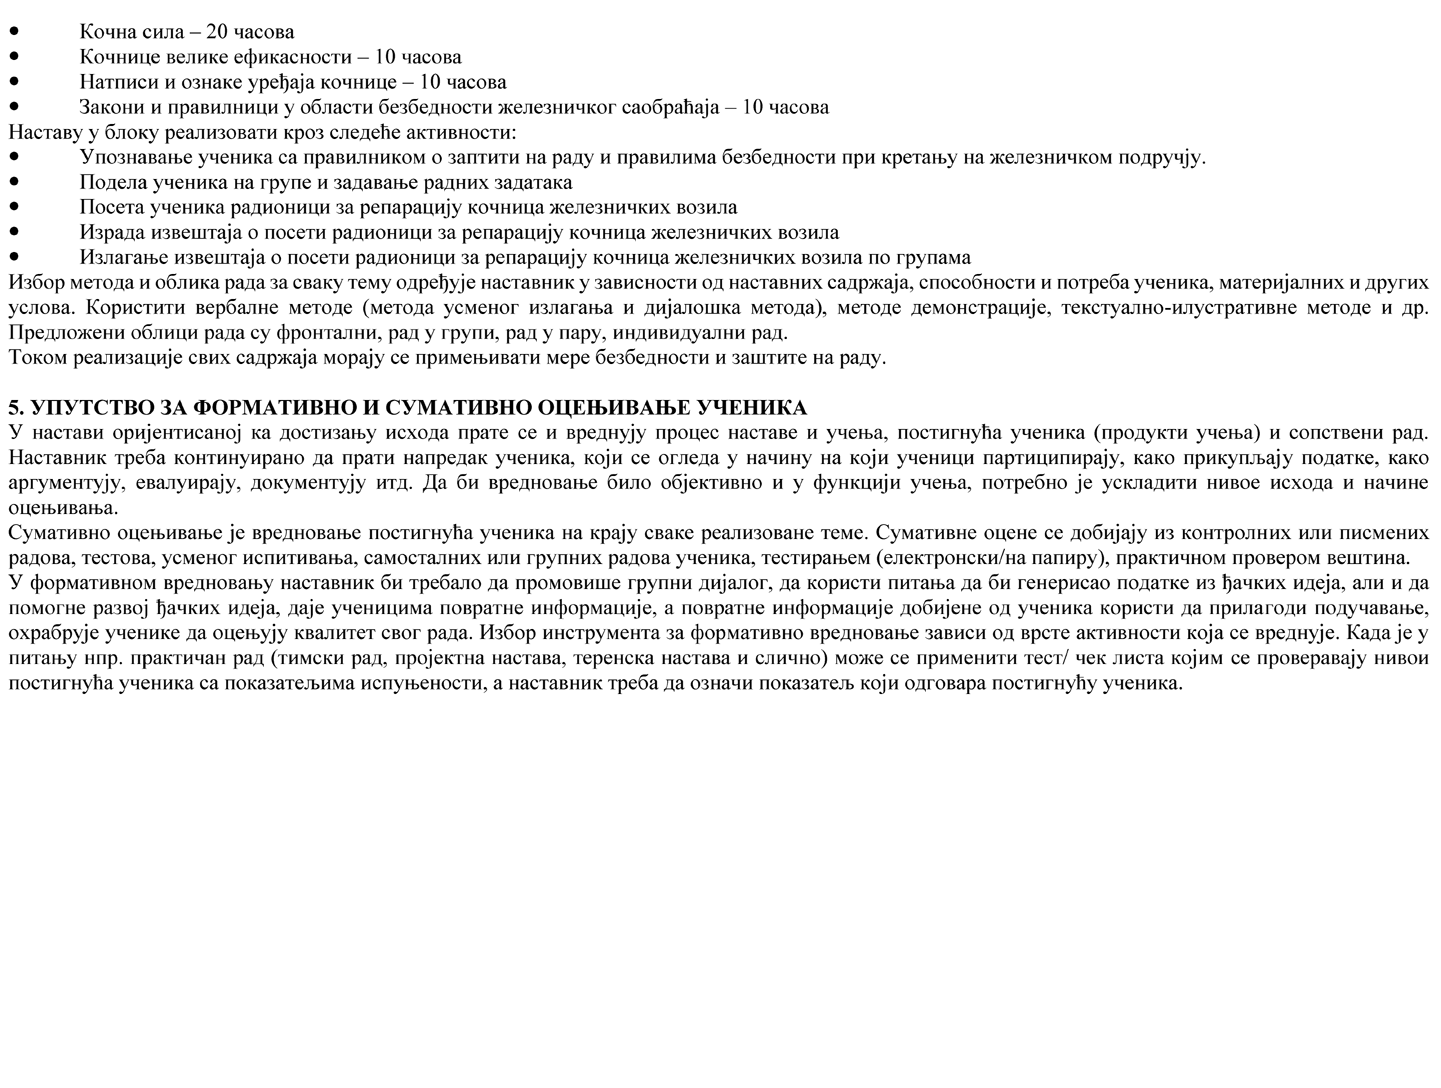 • Кочна сила – 20 часова
• Кочнице велике ефикасности – 10 часова
• Натписи и ознаке уређаја кочнице – 10 часова
• Закони и правилници у области безбедности железничког саобраћаја – 10 часова
Наставу у блоку реализовати кроз следеће активности:
• Упознавање ученика са правилником о заптити на раду и правилима безбедности при кретању на железничком подручју.
• Подела ученика на групе и задавање радних задатака
• Посета ученика радионици за репарацију кочница железничких возила
• Израда извештаја о посети радионици за репарацију кочница железничких возила
• Излагање извештаја о посети радионици за репарацију кочница железничких возила по групама
Избор метода и облика рада за сваку тему одређује наставник у зависности од наставних садржаја, способности и потреба ученика, материјалних и других
услова. Користити вербалне методе (метода усменог излагања и дијалошка метода), методе демонстрације, текстуално-илустративне методе и др.
Предложени облици рада су фронтални, рад у групи, рад у пару, индивидуални рад.
Током реализације свих садржаја морају се примењивати мере безбедности и заштите на раду.
5. УПУТСТВО ЗА ФОРМАТИВНО И СУМАТИВНО ОЦЕЊИВАЊЕ УЧЕНИКА
У настави оријентисаној ка достизању исхода прате се и вреднују процес наставе и учења, постигнућа ученика (продукти учења) и сопствени рад.
Наставник треба континуирано да прати напредак ученика, који се огледа у начину на који ученици партиципирају, како прикупљају податке, како
аргументују, евалуирају, документују итд. Да би вредновање било објективно и у функцији учења, потребно је ускладити нивое исхода и начине
оцењивања.
Сумативно оцењивање је вредновање постигнућа ученика на крају сваке реализоване теме. Сумативне оцене се добијају из контролних или писмених
радова, тестова, усменог испитивања, самосталних или групних радова ученика, тестирањем (електронски/на папиру), практичном провером вештина.
У формативном вредновању наставник би требало да промовише групни дијалог, да користи питања да би генерисао податке из ђачких идеја, али и да
помогне развој ђачких идеја, даје ученицима повратне информације, а повратне информације добијене од ученика користи да прилагоди подучавање,
охрабрује ученике да оцењују квалитет свог рада. Избор инструмента за формативно вредновање зависи од врсте активности која се вреднује. Када је у
питању нпр. практичан рад (тимски рад, пројектна настава, теренска настава и слично) може се применити тест/ чек листа којим се проверавају нивои
постигнућа ученика са показатељима испуњености, а наставник треба да означи показатељ који одговара постигнућу ученика.